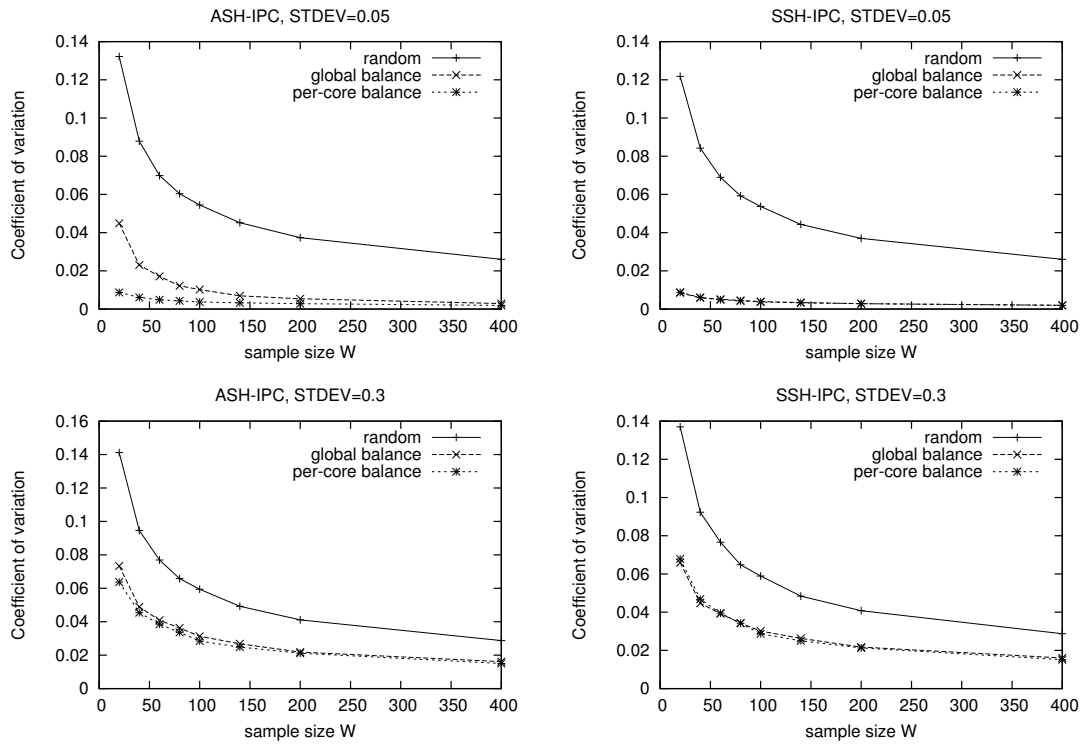 ASH-IPC, STDEV=0.05
0.14
0.12
0.1
0.08
0.06
0.04
0.02
0
Coefficient of variation
random
global balance
per-core balance
0 50 100 150 200 250 300 350 400
sample size W
SSH-IPC, STDEV=0.05
0.14
0.12
0.1
0.08
0.06
0.04
0.02
0
Coefficient of variation
random
global balance
per-core balance
0 50 100 150 200 250 300 350 400
sample size W
ASH-IPC, STDEV=0.3
0.16
0.14
0.12
0.1
0.08
0.06
0.04
0.02
0
Coefficient of variation
random
global balance
per-core balance
0 50 100 150 200 250 300 350 400
sample size W
SSH-IPC, STDEV=0.3
0.14
0.12
0.1
0.08
0.06
0.04
0.02
0
Coefficient of variation
random
global balance
per-core balance
0 50 100 150 200 250 300 350 400
sample size W